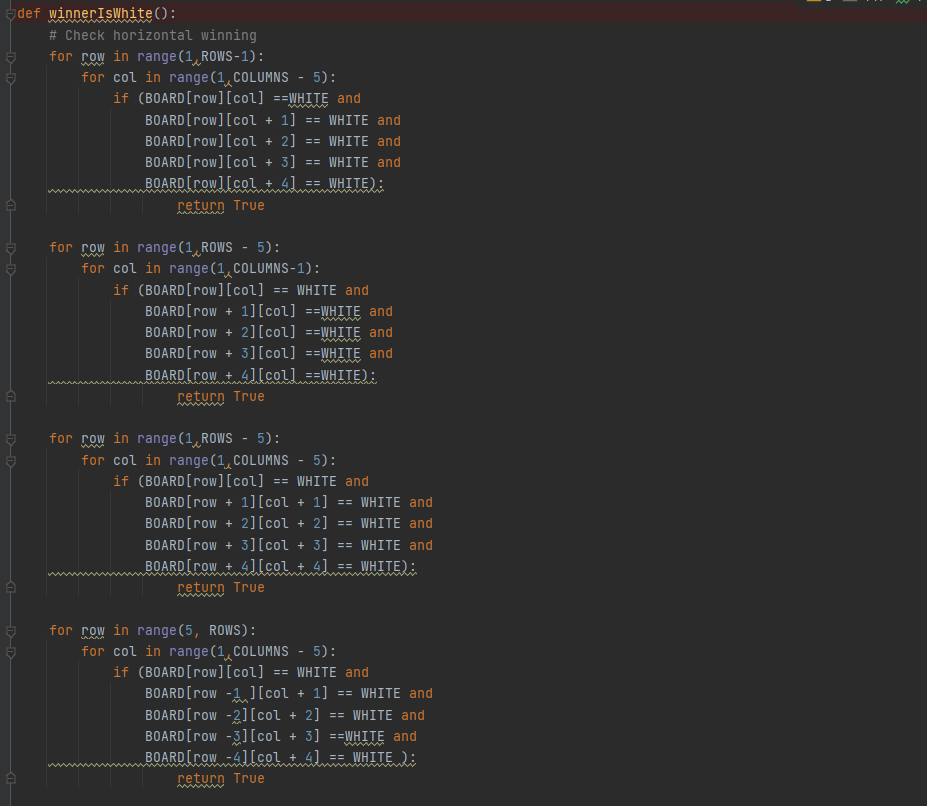 def winnerIsWhite():
    # Check horizontal winning
    for row in range(1,ROWS-1):
        for col in range(1,COLUMNS - 5):
            if (BOARD[row][col] ==WHITE and
                BOARD[row][col + 1] == WHITE and
                BOARD[row][col + 2] == WHITE and
                BOARD[row][col + 3] == WHITE and
                BOARD[row][col + 4] == WHITE):
                    return True

    for row in range(1,ROWS - 5):
        for col in range(1,COLUMNS-1):
            if (BOARD[row][col] == WHITE and
                BOARD[row + 1][col] ==WHITE and
                BOARD[row + 2][col] ==WHITE and
                BOARD[row + 3][col] ==WHITE and
                BOARD[row + 4][col] ==WHITE):
                    return True

    for row in range(1,ROWS - 5):
        for col in range(1,COLUMNS - 5):
            if (BOARD[row][col] == WHITE and
                BOARD[row + 1][col + 1] == WHITE and
                BOARD[row + 2][col + 2] == WHITE and
                BOARD[row + 3][col + 3] == WHITE and
                BOARD[row + 4][col + 4] == WHITE):
                    return True

    for row in range(5, ROWS):
        for col in range(1,COLUMNS - 5):
            if (BOARD[row][col] == WHITE and
                BOARD[row -1 ][col + 1] == WHITE and
                BOARD[row -2][col + 2] == WHITE and
                BOARD[row -3][col + 3] ==WHITE and
                BOARD[row -4][col + 4] == WHITE ):
                    return True